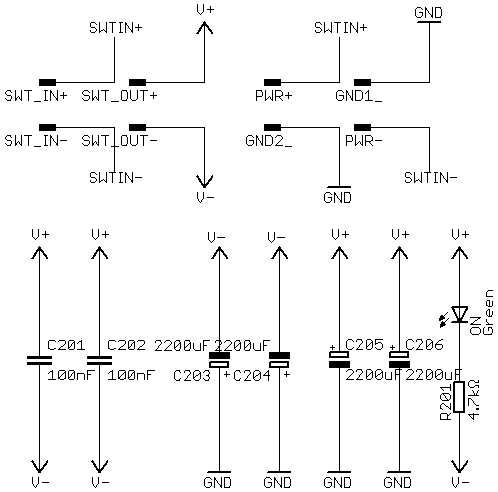 V+
GND
SWTIN+
SWTIN+
SWT_IN+
SWT_OUT+
PWR+
GND1_
SWT_IN-
SWT_OUT-
GND2_
PWR-
SWTIN-
SWTIN-
V-
GND
V+
V+
V-
V-
V+
V+
V+
ON
Green
C201
C202
2200uF
2200uF
+
C205
+
C206
100nF
100nF
C203
+
C204
+
2200uF
2200uF
R201
4.7kΩ
V-
V-
GND
GND
GND
GND
V-